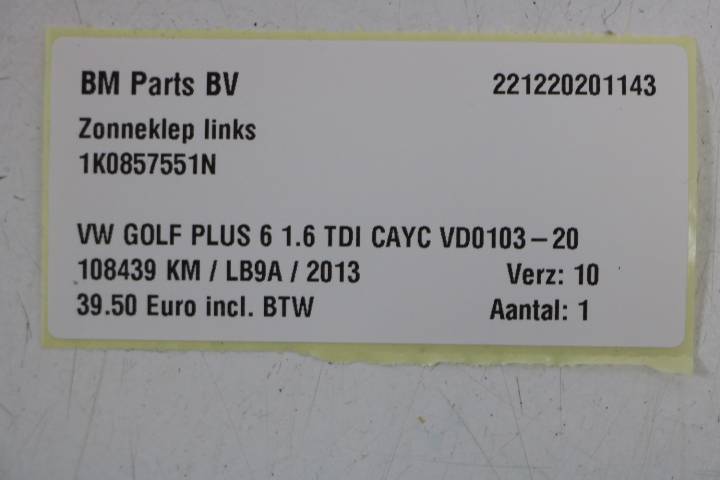 BM Parts BV 221220201143
Zonneklep links
1K0857551N
VW GOLF PLUS 6 1.6 TDI CAYC VD0103-20
108439 KM / LB9A / 2013 Verz: 10
39.50 Euro incl. BTW Aantal: 1